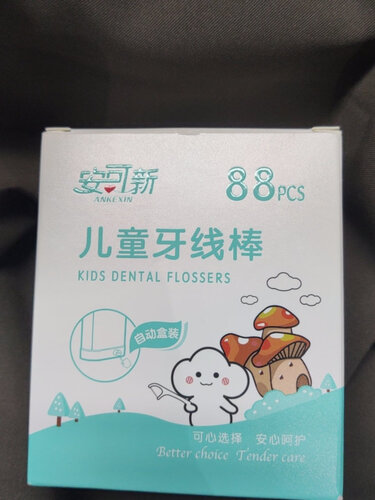 安可新
ANKEXIN
88PCS
儿童牙线棒
KIDS DENTAL FLOSSERS
自动盒装
可心选择 安心呵护
Better choice Tender care